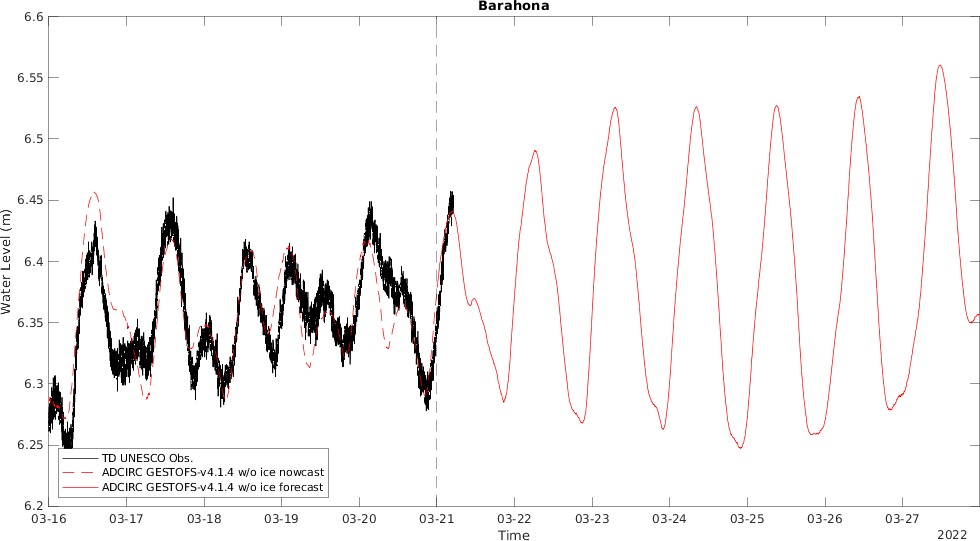 Barahona
6.6
6.55
6.5
6.45
6.4
6.35
6.3
6.25
6.2
Water Level (m)
TD UNESCO Obs.
ADCIRC GESTOFS-v4.1.4 w/o ice nowcast
ADCIRC GESTOFS-v4.1.4 w/o ice forecast
03-16 03-17 03-18 03-19 03-20 03-21 03-22 03-23 03-24 03-25 03-26 03-27
Time
2022